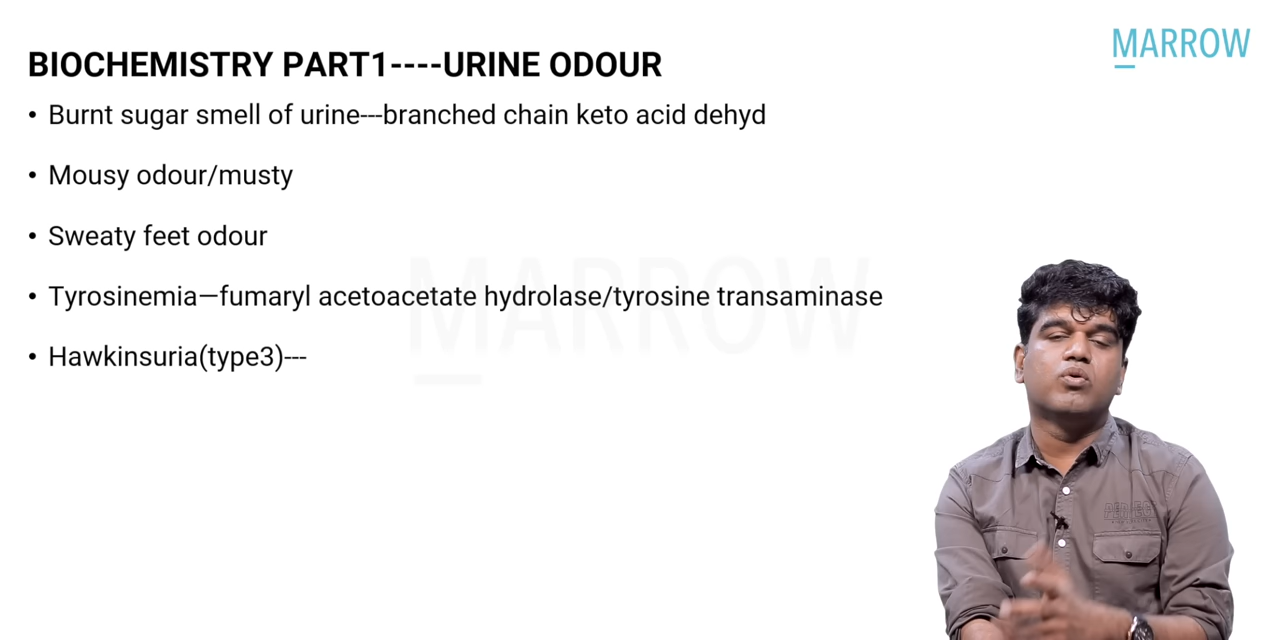 MARROW
BIOCHEMISTRY PART1----URINE ODOUR
• Burnt sugar smell of urine---branched chain keto acid dehyd
• Mousy odour/musty
• Sweaty feet odour
• Tyrosinemia—fumaryl acetoacetate hydrolase/tyrosine transaminase
• Hawkinsuria(type3)---
MARROW